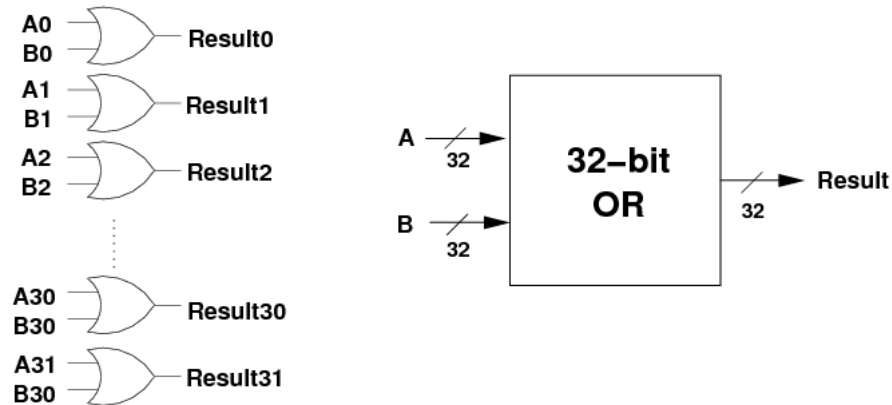 A0
B0
Result0
A1
B1
Result1
A2
B2
Result2
A30
B30
Result30
A31
B30
Result31
A
32
B
32
32-bit
OR
32
Result